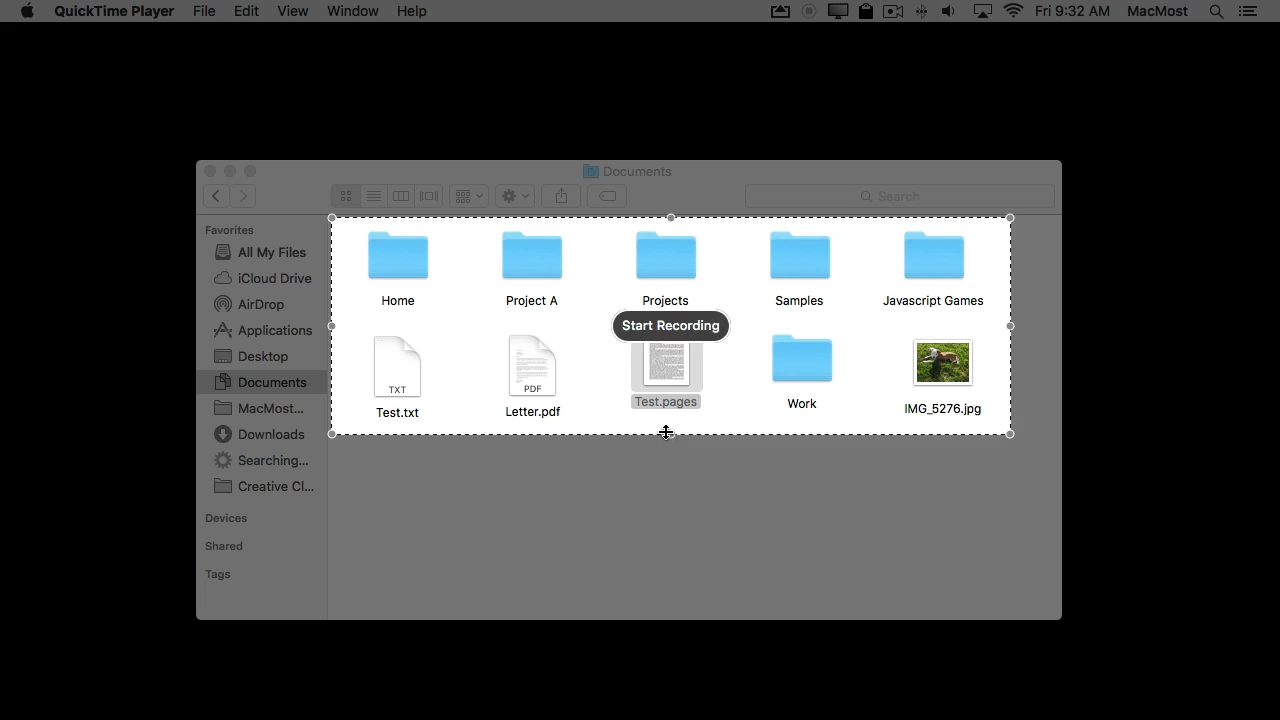 QuickTime Player File Edit View Window Help Fri 9:32 AM MacMost
Documents
Search
Favorites
All My Files
iCloud Drive
AirDrop
Applications
Desktop
Documents
MacMost...
Downloads
Searching...
Creative Cl...
Devices
Shared
Tags
Home Project A Projects Samples Javascript Games
Start Recording
TXT PDF
Test.txt Letter.pdf Test.pages Work IMG_5276.jpg